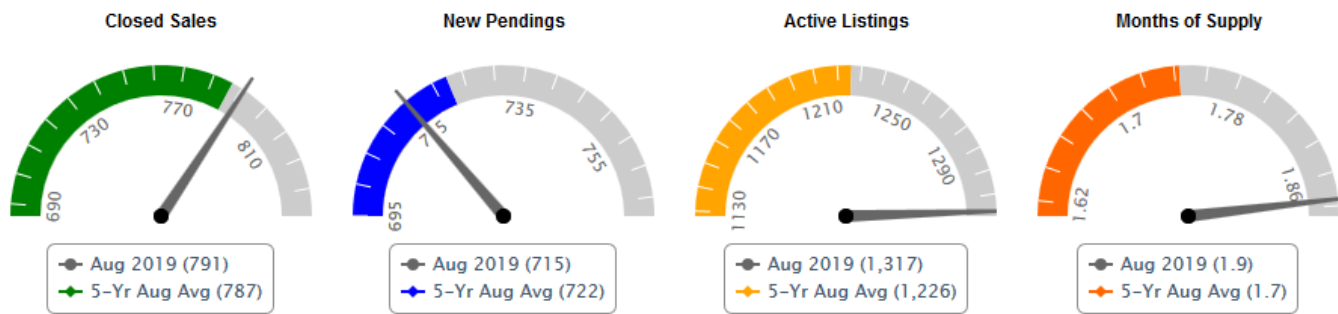 Closed Sales
690
730
770
810
Aug 2019 (791)
5-Yr Aug Avg (787)
New Pendings
695
735
755
Aug 2019 (715)
5-Yr Aug Avg (722)
Active Listings
1130
1170
1210
1250
1290
Aug 2019 (1,317)
5-Yr Aug Avg (1,226)
Months of Supply
1.62
1.7
1.78
1.86
Aug 2019 (1.9)
5-Yr Aug Avg (1.7)